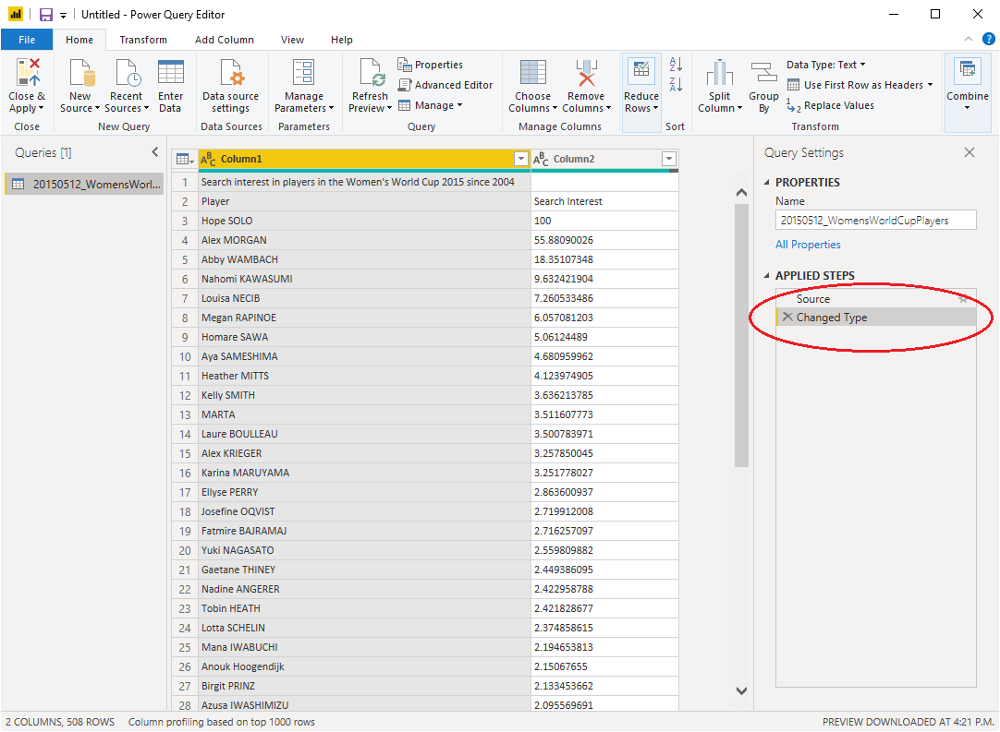 Untitled - Power Query Editor
File Home Transform Add Column View Help
Close & Apply
Close
New Source
Recent Sources
Enter Data
New Query
Data source settings
Data Sources
Manage Parameters
Parameters
Refresh Preview
Properties
Advanced Editor
Manage
Query
Choose Columns
Remove Columns
Manage Columns
Reduce Rows
Sort
Split Column
Group By
Data Type: Text
Use First Row as Headers
Replace Values
Transform
Combine
Queries [1]
20150512_WomensWorl...
Column1 Column2
1 Search interest in players in the Women's World Cup 2015 since 2004
2 Player Search Interest
3 Hope SOLO 100
4 Alex MORGAN 55.88090026
5 Abby WAMBACH 18.35107348
6 Nahomi KAWASUMI 9.632421904
7 Louisa NECIB 7.260533486
8 Megan RAPINOE 6.057081203
9 Homare SAWA 5.06124489
10 Aya SAMESHIMA 4.680959962
11 Heather MITTS 4.123974905
12 Kelly SMITH 3.636213785
13 MARTA 3.511607773
14 Laure BOULLEAU 3.500783971
15 Alex KRIEGER 3.257850045
16 Karina MARUYAMA 3.251778027
17 Ellyse PERRY 2.863600937
18 Josefine OQVIST 2.719912008
19 Fatmire BAJRAMAJ 2.716257097
20 Yuki NAGASATO 2.559809882
21 Gaetane THINEY 2.449386095
22 Nadine ANGERER 2.422958788
23 Tobin HEATH 2.421828677
24 Lotta SCHELIN 2.374858615
25 Mana IWABUCHI 2.194653813
26 Anouk Hoogendijk 2.15067655
27 Birgit PRINZ 2.133453662
28 Azusa IWASHIMIZU 2.095569691
Query Settings
PROPERTIES
Name
20150512_WomensWorldCupPlayers
All Properties
APPLIED STEPS
Source
Changed Type
2 COLUMNS, 508 ROWS Column profiling based on top 1000 rows
PREVIEW DOWNLOADED AT 4:21 P.M.